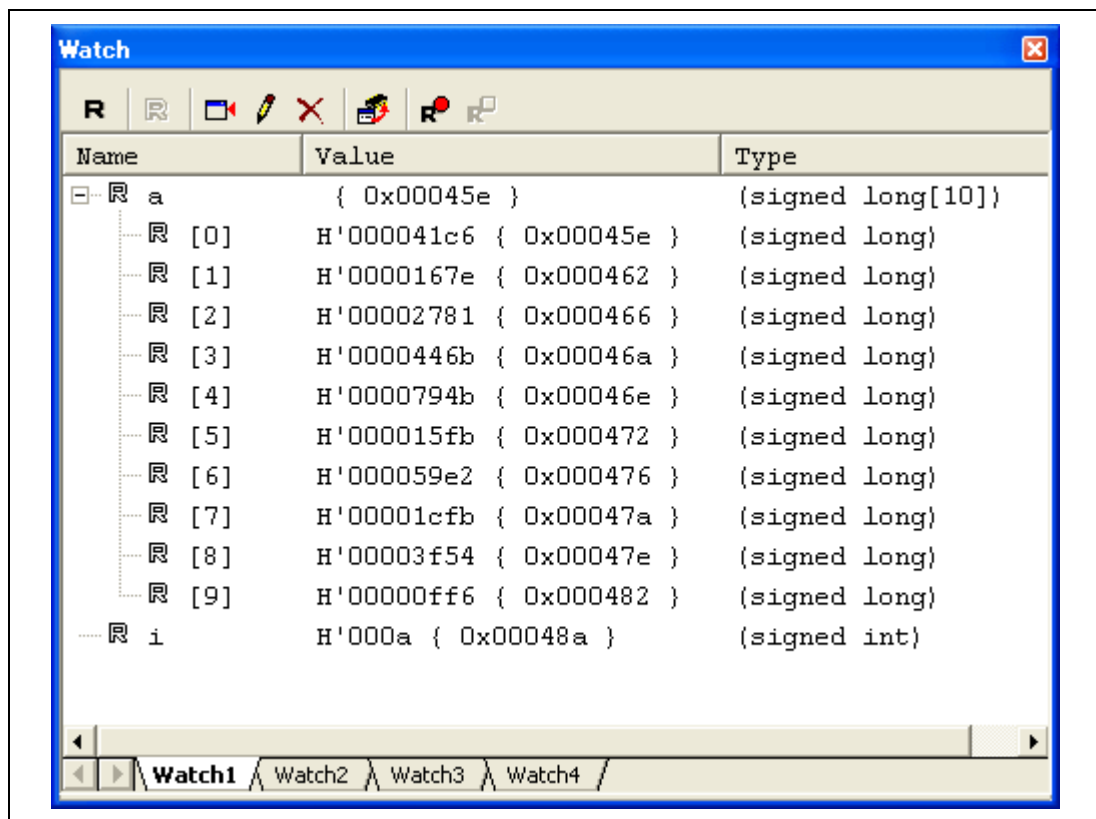 Watch
R R R R
Name Value Type
R a { 0x00045e } (signed long[10])
R [0] H'000041c6 { 0x00045e } (signed long)
R [1] H'0000167e { 0x000462 } (signed long)
R [2] H'00002781 { 0x000466 } (signed long)
R [3] H'0000446b { 0x00046a } (signed long)
R [4] H'0000794b { 0x00046e } (signed long)
R [5] H'000015fb { 0x000472 } (signed long)
R [6] H'000059e2 { 0x000476 } (signed long)
R [7] H'00001cfb { 0x00047a } (signed long)
R [8] H'00003f54 { 0x00047e } (signed long)
R [9] H'00000ff6 { 0x000482 } (signed long)
R i H'000a { 0x00048a } (signed int)
Watch1 Watch2 Watch3 Watch4